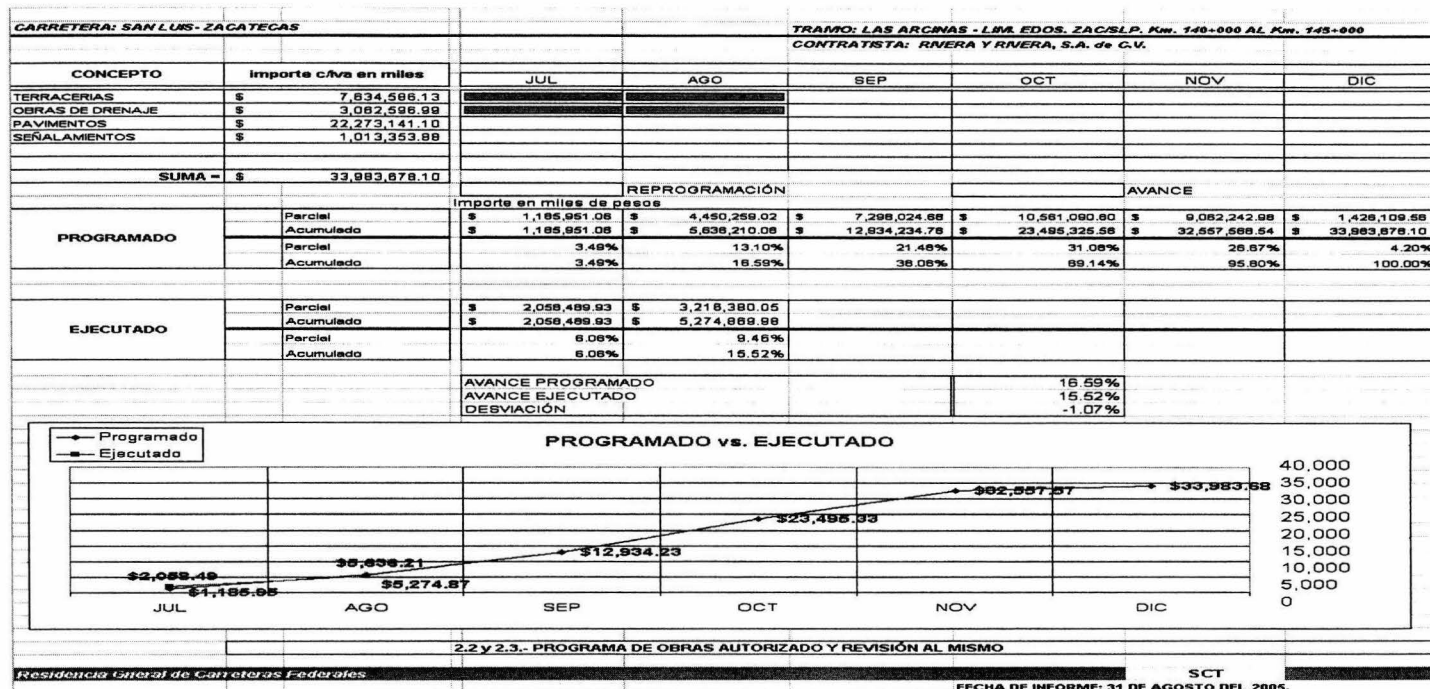 CARRETERA: SAN LUIS- ZACATECAS
TRAMO: LAS ARCINAS - LIM. EDOS. ZAC/SLP. Km. 140+000 AL Km. 145+000
CONTRATISTA: RIVERA Y RIVERA, S.A. de C.V.
CONCEPTO importe c/iva en miles JUL AGO SEP OCT NOV DIC
TERRACERIAS $ 7,634,586.13
OBRAS DE DRENAJE $ 3,062,596.99
PAVIMENTOS $ 22,273,141.10
SEÑALAMIENTOS $ 1,013,353.88
SUMA = $ 33,983,678.10
REPROGRAMACIÓN AVANCE
Importe en miles de pesos
PROGRAMADO
Parcial $ 1,185,951.06 $ 4,450,259.02 $ 7,298,024.68 $ 10,561,090.80 $ 9,062,242.98 $ 1,426,109.56
Acumulado $ 1,185,951.06 $ 5,636,210.08 $ 12,934,234.76 $ 23,495,325.56 $ 32,557,568.54 $ 33,983,678.10
Parcial 3.49% 13.10% 21.48% 31.08% 26.67% 4.20%
Acumulado 3.49% 16.59% 38.06% 69.14% 95.80% 100.00%
EJECUTADO
Parcial $ 2,058,489.93 $ 3,216,380.05
Acumulado $ 2,058,489.93 $ 5,274,869.98
Parcial 6.06% 9.46%
Acumulado 6.06% 15.52%
AVANCE PROGRAMADO 16.59%
AVANCE EJECUTADO 15.52%
DESVIACIÓN -1.07%
Programado
Ejecutado
PROGRAMADO vs. EJECUTADO
40,000
35,000
30,000
25,000
20,000
15,000
10,000
5,000
0
$2,058.49
$1,185.95
$5,636.21
$5,274.87
$12,934.23
$23,495.33
$32,557.57
$33,983.68
JUL AGO SEP OCT NOV DIC
2.2 y 2.3.- PROGRAMA DE OBRAS AUTORIZADO Y REVISIÓN AL MISMO
Residencia Gneral de Carreteras Federales SCT
FECHA DE INFORME: 31 DE AGOSTO DEL 2005.